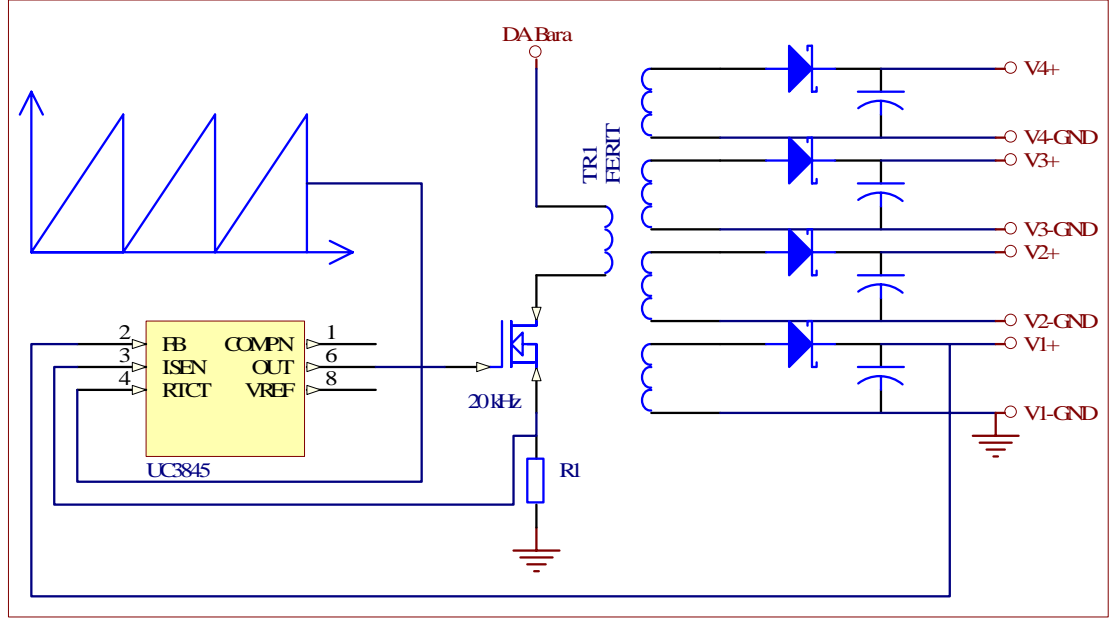 DA Bara
V4+
V4-GND
TR1
FERIT
V3+
V3-GND
V2+
V2-GND
V1+
V1-GND
2 FB COMPN 1
3 ISEN OUT 6
4 RTCT VREF 8
UC3845
20 kHz
R1